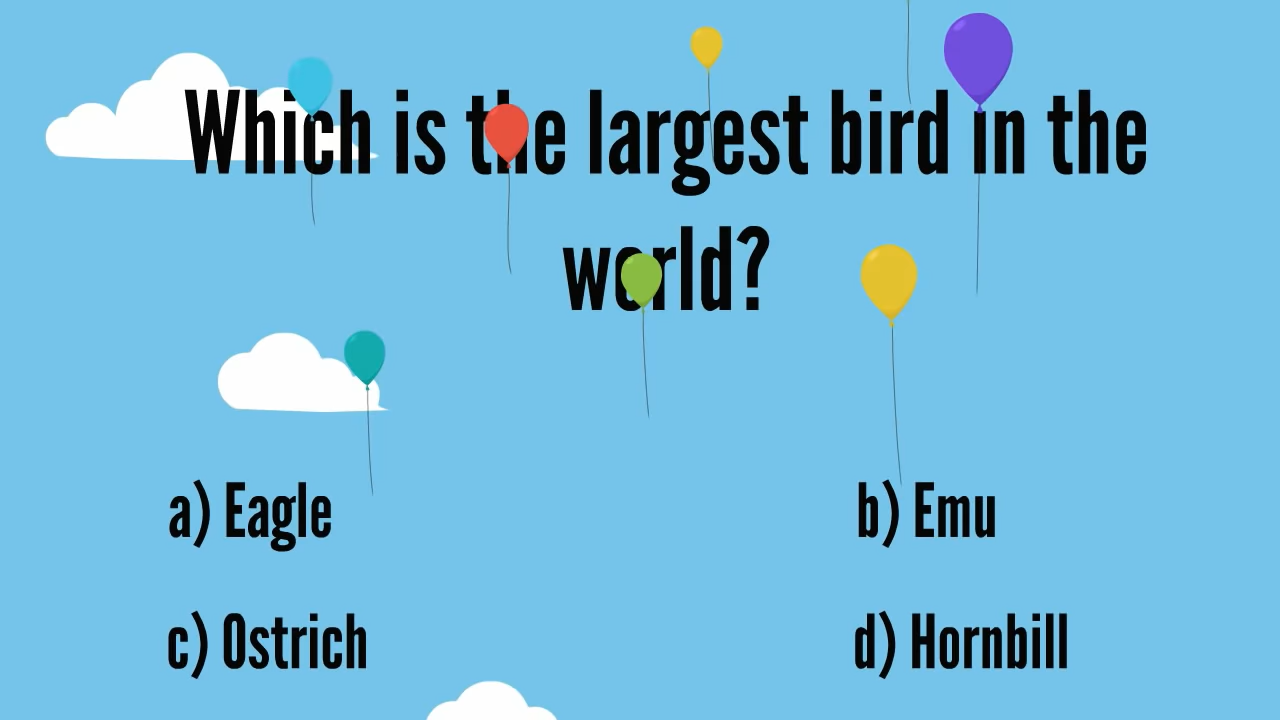 Which is the largest bird in the
world?
a) Eagle
b) Emu
c) Ostrich
d) Hornbill